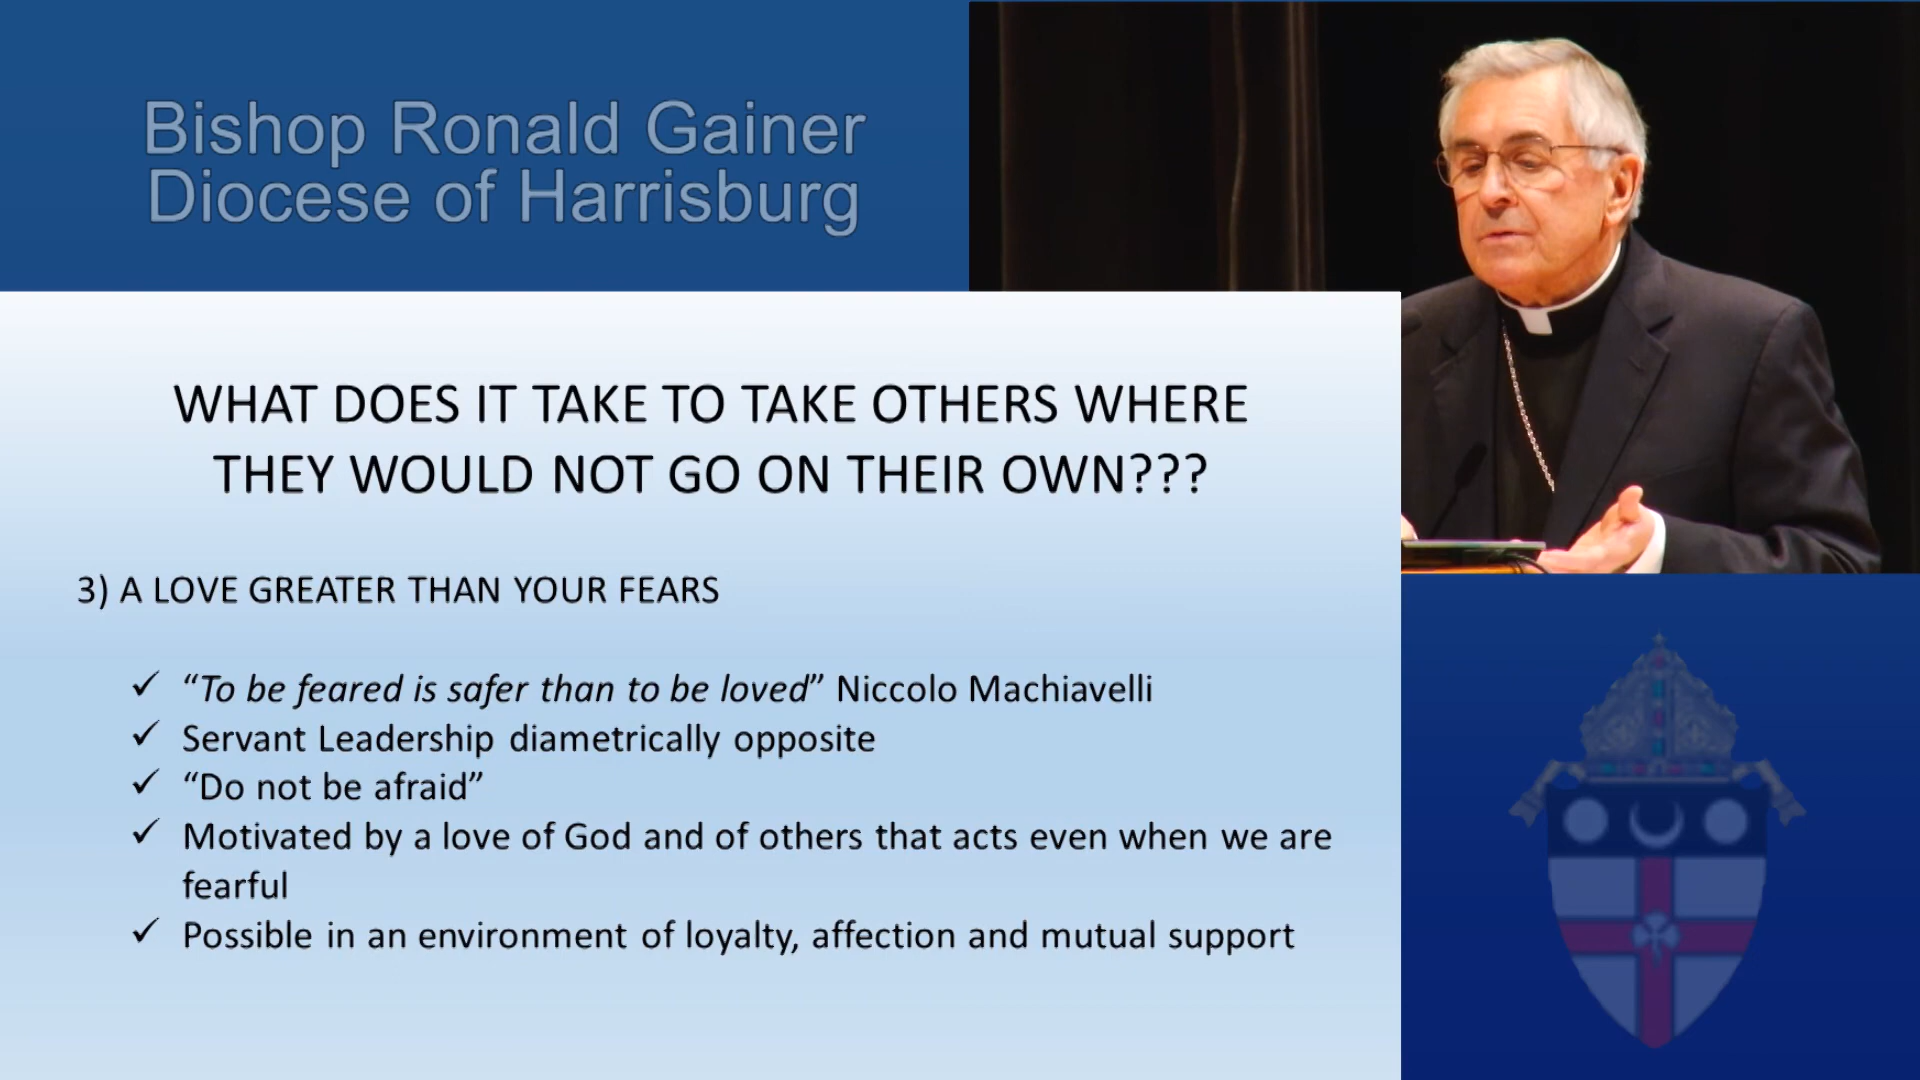 Bishop Ronald Gainer
Diocese of Harrisburg
WHAT DOES IT TAKE TO TAKE OTHERS WHERE
THEY WOULD NOT GO ON THEIR OWN???
3) A LOVE GREATER THAN YOUR FEARS
✓ “To be feared is safer than to be loved” Niccolo Machiavelli
✓ Servant Leadership diametrically opposite
✓ “Do not be afraid”
✓ Motivated by a love of God and of others that acts even when we are
fearful
✓ Possible in an environment of loyalty, affection and mutual support